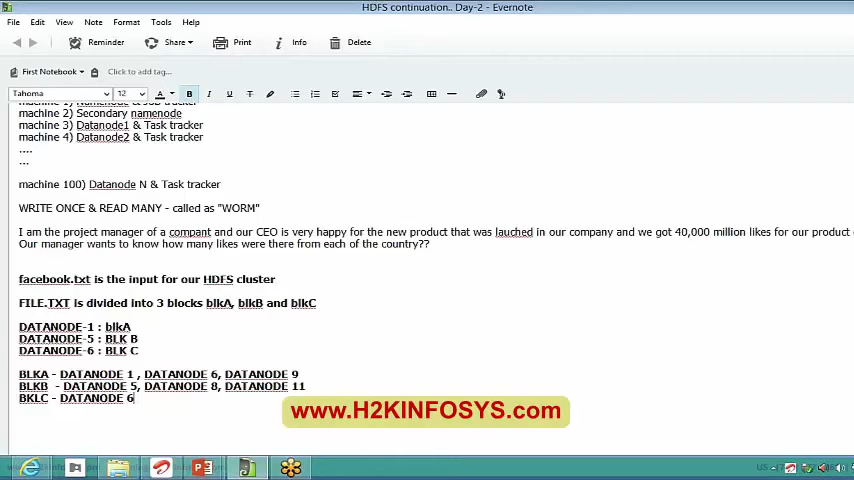 HDFS continuation.. Day-2 - Evernote
File Edit View Note Format Tools Help
Reminder Share Print Info Delete
First Notebook Click to add tag...
Tahoma 12 A B I U T
machine 1) Namenode & Job tracker
machine 2) Secondary namenode
machine 3) Datanode1 & Task tracker
machine 4) Datanode2 & Task tracker
....
...
machine 100) Datanode N & Task tracker
WRITE ONCE & READ MANY - called as "WORM"
I am the project manager of a compant and our CEO is very happy for the new product that was lauched in our company and we got 40,000 million likes for our product
Our manager wants to know how many likes were there from each of the country??
facebook.txt is the input for our HDFS cluster
FILE.TXT is divided into 3 blocks blkA, blkB and blkC
DATANODE-1 : blkA
DATANODE-5 : BLK B
DATANODE-6 : BLK C
BLKA - DATANODE 1 , DATANODE 6, DATANODE 9
BLKB - DATANODE 5, DATANODE 8, DATANODE 11
BKLC - DATANODE 6
www.H2KINFOSYS.com
US